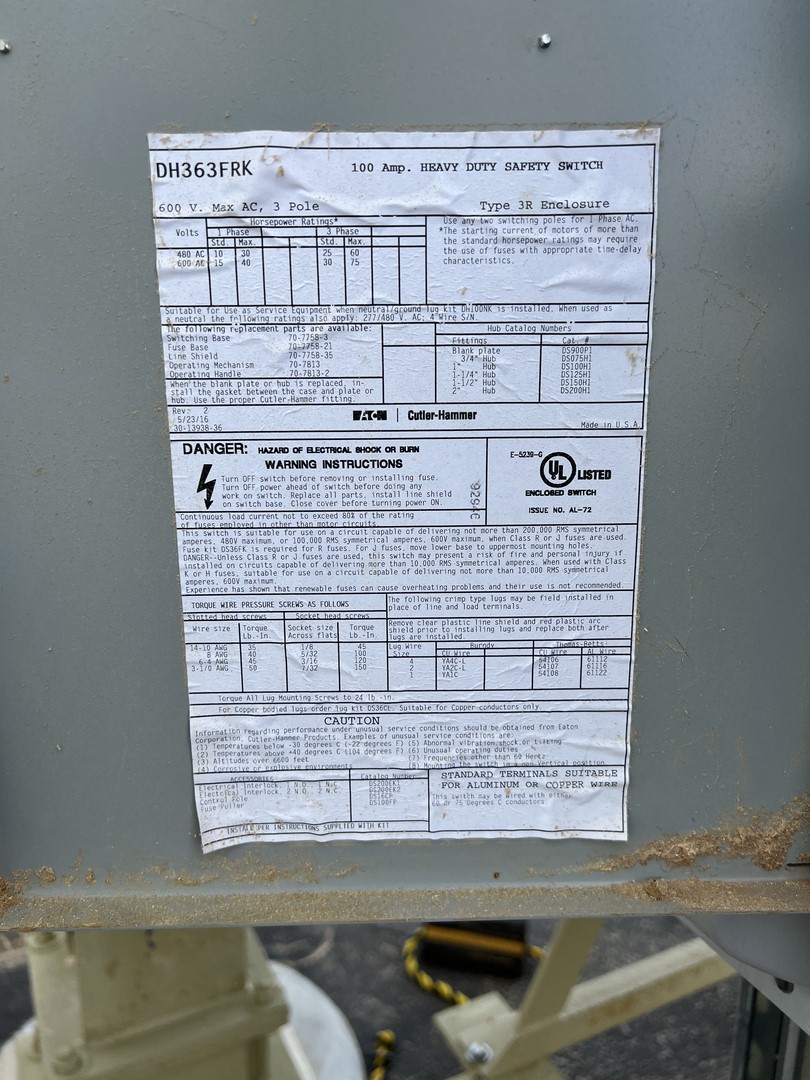 DH363FRK 100 Amp. HEAVY DUTY SAFETY SWITCH
600 V. Max AC, 3 Pole Type 3R Enclosure
Horsepower Ratings*
Volts 1 Phase 3 Phase
Std. Max. Std. Max.
480 AC 10 30 25 60
600 AC 15 40 30 75
Use any two switching poles for 1 Phase AC.
*The starting current of motors of more than
the standard horsepower ratings may require
the use of fuses with appropriate time-delay
characteristics.
Suitable for Use as Service Equipment when neutral/ground lug kit DH100NK is installed. When used as
a neutral the following ratings also apply: 277/480 V. AC; 4 Wire S/N.
The following replacement parts are available:
Switching Base 70-7758-3
Fuse Base 70-7758-21
Line Shield 70-7758-35
Operating Mechanism 70-7813
Operating Handle 70-7813-2
When the blank plate or hub is replaced, in-
stall the gasket between the case and plate or
hub. Use the proper Cutler-Hammer fitting.
Hub Catalog Numbers
Fittings Cat. #
Blank plate DS900P1
3/4" Hub DS075H1
1" Hub DS100H1
1-1/4" Hub DS125H1
1-1/2" Hub DS150H1
2" Hub DS200H1
Rev: 2
5/23/16
30-13938-36
EATON | Cutler-Hammer
Made in U.S.A.
DANGER: HAZARD OF ELECTRICAL SHOCK OR BURN
WARNING INSTRUCTIONS
Turn OFF switch before removing or installing fuse.
Turn OFF power ahead of switch before doing any
work on switch. Replace all parts, install line shield
on switch base. Close cover before turning power ON.
Continuous load current not to exceed 80% of the rating
of fuses employed in other than motor circuits.
E-5239-G
UL LISTED
ENCLOSED SWITCH
ISSUE NO. AL-72
This switch is suitable for use on a circuit capable of delivering not more than 200,000 RMS symmetrical
amperes, 480V maximum, or 100,000 RMS symmetrical amperes, 600V maximum, when Class R or J fuses are used.
Fuse kit DS36FK is required for R fuses. For J fuses, move lower base to uppermost mounting holes.
DANGER--Unless Class R or J fuses are used, this switch may present a risk of fire and personal injury if
installed on circuits capable of delivering more than 10,000 RMS symmetrical amperes. When used with Class
K or H fuses, suitable for use on a circuit capable of delivering not more than 10,000 RMS symmetrical
amperes, 600V maximum.
Experience has shown that renewable fuses can cause overheating problems and their use is not recommended.
TORQUE WIRE PRESSURE SCREWS AS FOLLOWS
Slotted head screws Socket head screws
Wire size Torque Lb.-In. Socket size Across flats Torque Lb.-In.
14-10 AWG 35 1/8 45
8 AWG 40 5/32 100
6-4 AWG 45 3/16 120
3-1/0 AWG 50 7/32 150
The following crimp type lugs may be field installed in
place of line and load terminals.
Remove clear plastic line shield and red plastic arc
shield prior to installing lugs and replace both after
lugs are installed.
Lug Wire Size Burndy Thomas-Betts
CU Wire CU Wire AL Wire
4 YA4C-L 54106 61112
2 YA2C-L 54107 61116
1 YA1C 54108 61122
Torque All Lug Mounting Screws to 24 lb.-in.
For Copper bodied lugs order lug kit DS36CL. Suitable for Copper conductors only.
CAUTION
Information regarding performance under unusual service conditions should be obtained from Eaton
Corporation, Cutler-Hammer Products. Examples of unusual service conditions are:
(1) Temperatures below -30 degrees C (-22 degrees F) (5) Abnormal vibration, shock or tilting
(2) Temperatures above +40 degrees C (104 degrees F) (6) Unusual operating duties
(3) Altitudes over 6600 feet (7) Frequencies other than 60 Hertz
(4) Corrosive or explosive environments (8) Mounting the switch in a non-vertical position.
ACCESSORIES Catalog Number
Electrical Interlock, 1 N.O. 1 N.C. DS200EK1
Electrical Interlock, 2 N.O. 2 N.C. DS200EK2
Control Pole DS16CP
Fuse Puller DS100FP
INSTALL PER INSTRUCTIONS SUPPLIED WITH KIT
STANDARD TERMINALS SUITABLE
FOR ALUMINUM OR COPPER WIRE
This switch may be wired with either
60 or 75 Degrees C conductors